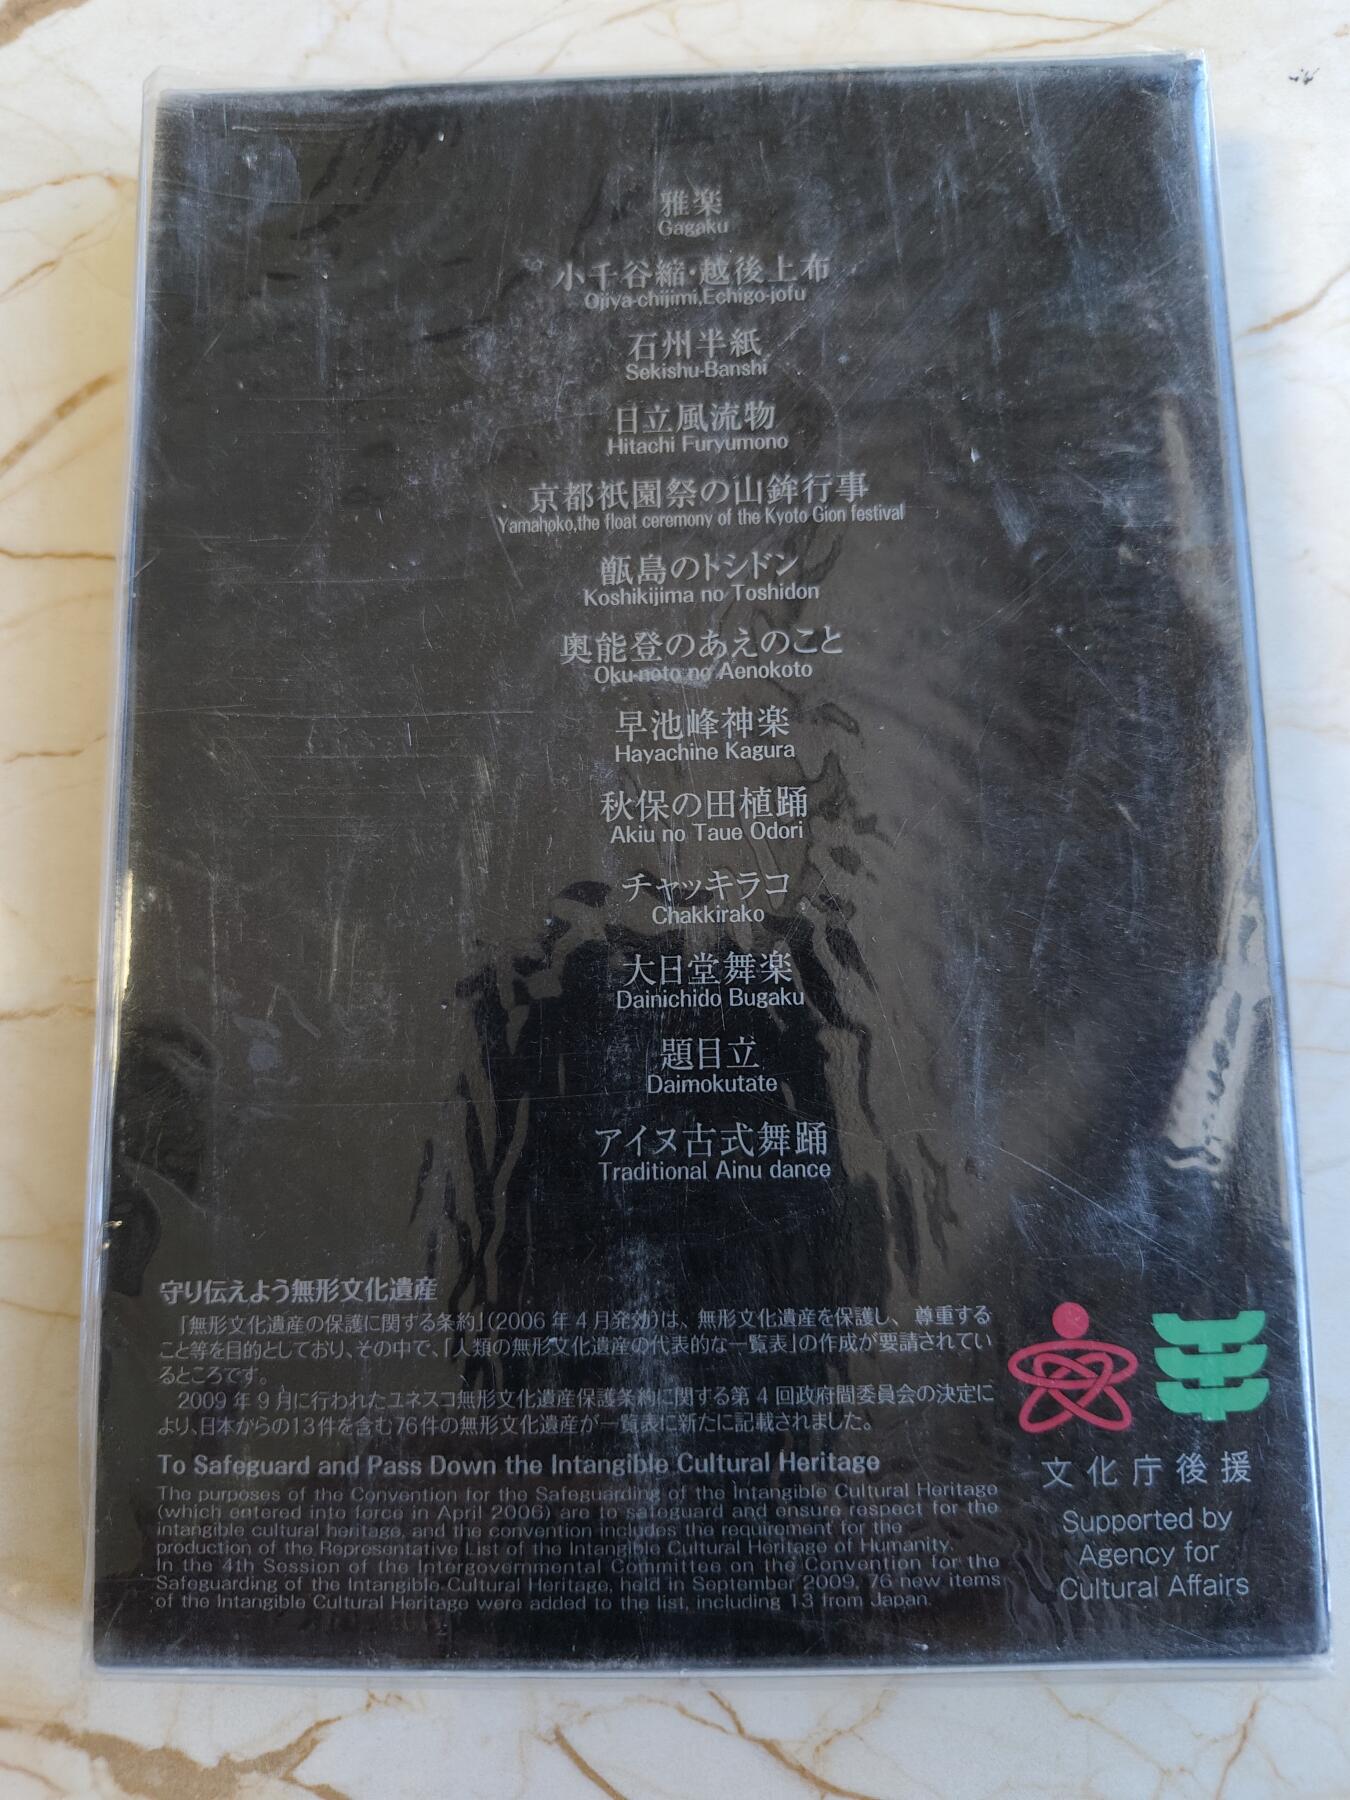 雅楽
Gagaku
小千谷縮･越後上布
Ojiya-chijimi,Echigo-jofu
石州半紙
Sekishu-Banshi
日立風流物
Hitachi Furyumono
京都祇園祭の山鉾行事
Yamahoko,the float ceremony of the Kyoto Gion festival
甑島のトシドン
Koshikijima no Toshidon
奥能登のあえのこと
Oku-noto no Aenokoto
早池峰神楽
Hayachine Kagura
秋保の田植踊
Akiu no Taue Odori
チャッキラコ
Chakkirako
大日堂舞楽
Dainichido Bugaku
題目立
Daimokutate
アイヌ古式舞踊
Traditional Ainu dance
守り伝えよう無形文化遺産
「無形文化遺産の保護に関する条約」(2006 年 4 月発効)は、無形文化遺産を保護し、尊重する
こと等を目的としており、その中で、「人類の無形文化遺産の代表的な一覧表」の作成が要請されてい
るところです。
2009 年 9 月に行われたユネスコ無形文化遺産保護条約に関する第 4 回政府間委員会の決定に
より、日本からの13件を含む76件の無形文化遺産が一覧表に新たに記載されました。
To Safeguard and Pass Down the Intangible Cultural Heritage
The purposes of the Convention for the Safeguarding of the Intangible Cultural Heritage
(which entered into force in April 2006) are to safeguard and ensure respect for the
intangible cultural heritage, and the convention includes the requirement for the
production of the Representative List of the Intangible Cultural Heritage of Humanity.
In the 4th Session of the Intergovernmental Committee on the Convention for the
Safeguarding of the Intangible Cultural Heritage, held in September 2009, 76 new items
of the Intangible Cultural Heritage were added to the list, including 13 from Japan.
文化庁後援
Supported by
Agency for
Cultural Affairs